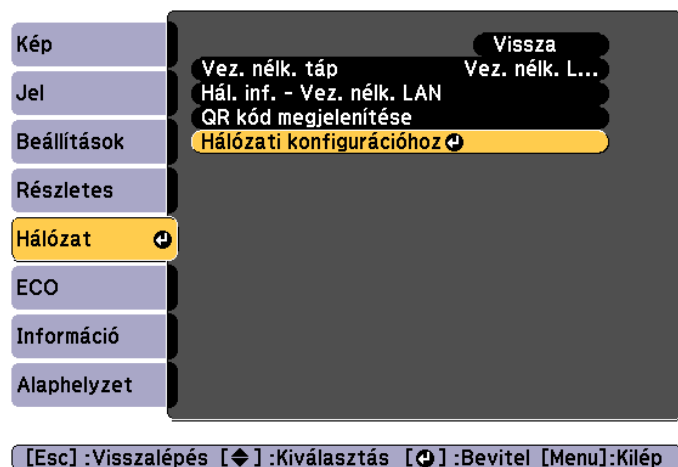 Kép
Jel
Beállítások
Részletes
Hálózat
ECO
Információ
Alaphelyzet
Vissza
Vez. nélk. táp Vez. nélk. L...
Hál. inf. - Vez. nélk. LAN
QR kód megjelenítése
Hálózati konfigurációhoz
[Esc] :Visszalépés [◆] :Kiválasztás [⏎] :Bevitel [Menu]:Kilép